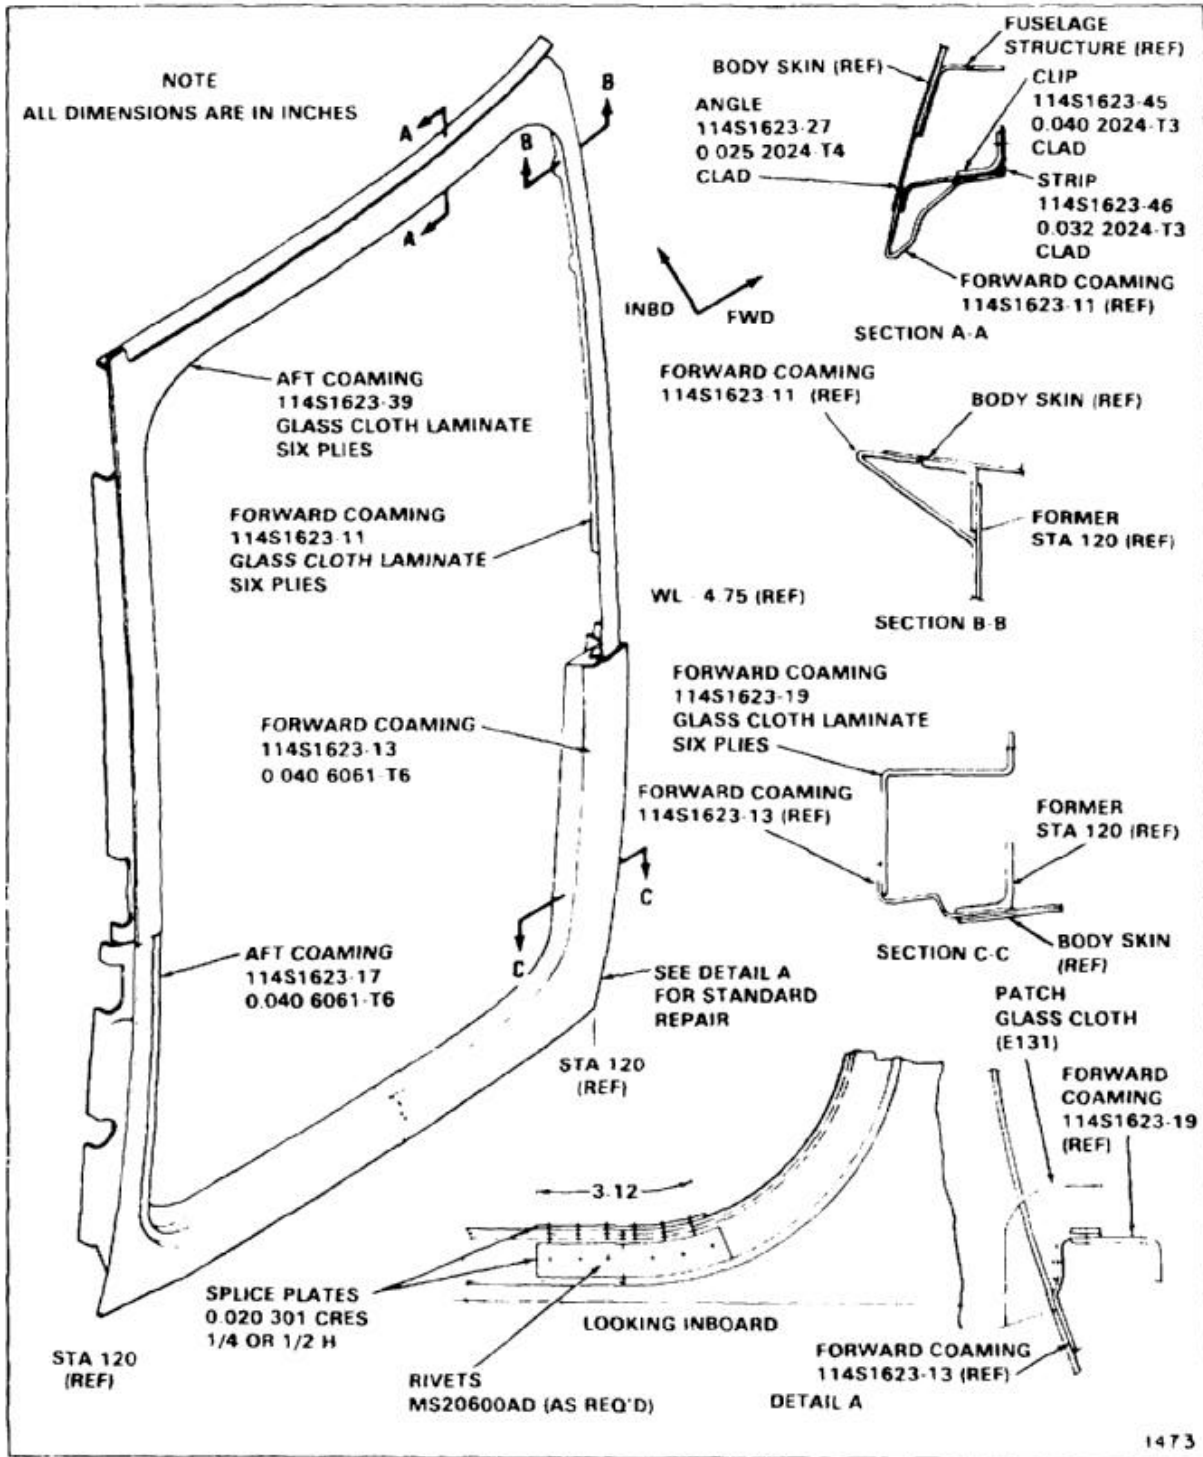 NOTE
ALL DIMENSIONS ARE IN INCHES
A
A
B
B
BODY SKIN (REF)
FUSELAGE
STRUCTURE (REF)
ANGLE
114S1623-27
0 025 2024-T4
CLAD
CLIP
114S1623-45
0.040 2024-T3
CLAD
STRIP
114S1623-46
0.032 2024-T3
CLAD
FORWARD COAMING
114S1623-11 (REF)
SECTION A-A
INBD
FWD
AFT COAMING
114S1623-39
GLASS CLOTH LAMINATE
SIX PLIES
FORWARD COAMING
114S1623-11 (REF)
BODY SKIN (REF)
FORMER
STA 120 (REF)
SECTION B-B
FORWARD COAMING
114S1623-11
GLASS CLOTH LAMINATE
SIX PLIES
WL - 4.75 (REF)
FORWARD COAMING
114S1623-13
0 040 6061-T6
FORWARD COAMING
114S1623-19
GLASS CLOTH LAMINATE
SIX PLIES
FORWARD COAMING
114S1623-13 (REF)
FORMER
STA 120 (REF)
BODY SKIN
(REF)
SECTION C-C
C
C
AFT COAMING
114S1623-17
0.040 6061-T6
SEE DETAIL A
FOR STANDARD
REPAIR
STA 120
(REF)
PATCH
GLASS CLOTH
(E131)
FORWARD
COAMING
114S1623-19
(REF)
3.12
SPLICE PLATES
0.020 301 CRES
1/4 OR 1/2 H
LOOKING INBOARD
STA 120
(REF)
RIVETS
MS20600AD (AS REQ'D)
FORWARD COAMING
114S1623-13 (REF)
DETAIL A
1473